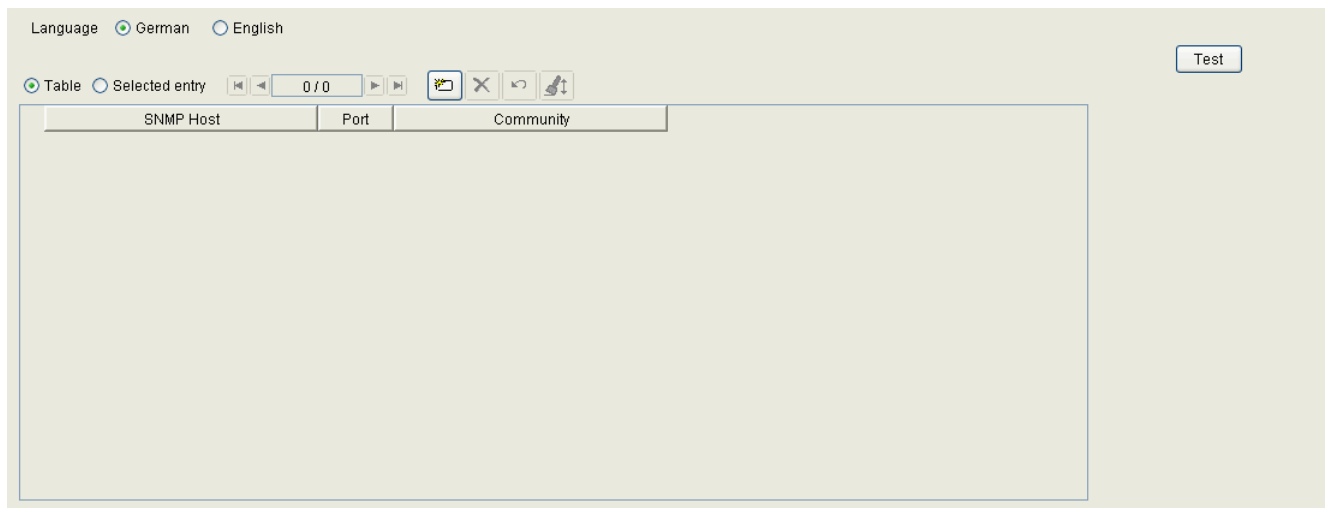 Language German English
Test
Table Selected entry 0 / 0
SNMP Host Port Community